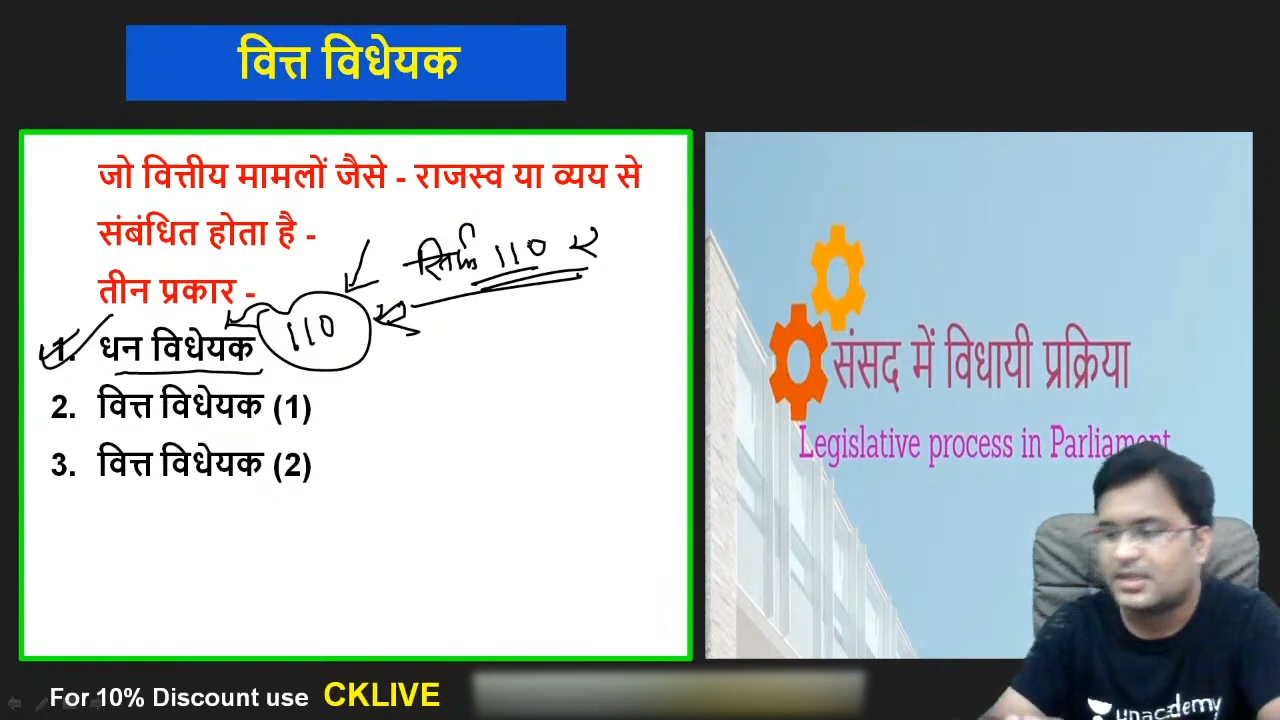 वित्त विधेयक
जो वित्तीय मामलों जैसे - राजस्व या व्यय से
संबंधित होता है -
सिर्फ 110
तीन प्रकार -
1. धन विधेयक 110
2. वित्त विधेयक (1)
3. वित्त विधेयक (2)
संसद में विधायी प्रक्रिया
Legislative process in Parliament
unacademy
For 10% Discount use CKLIVE